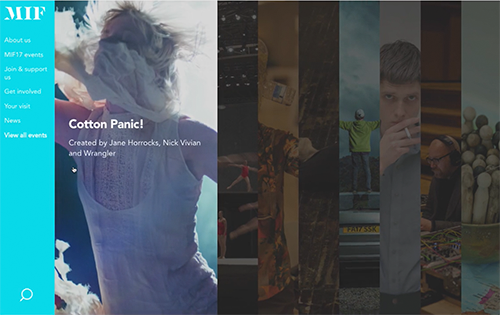 MIF
About us
MIF17 events
Join & support
us
Get involved
Your visit
News
View all events
Cotton Panic!
Created by Jane Horrocks, Nick Vivian
and Wrangler